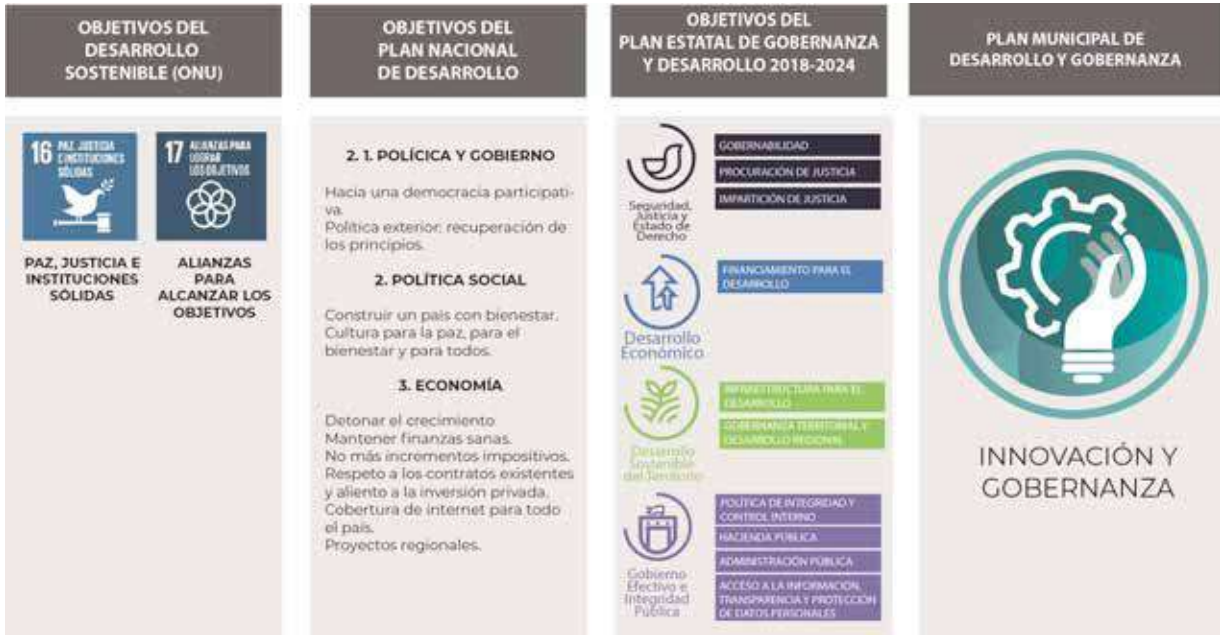 OBJETIVOS DEL
DESARROLLO
SOSTENIBLE (ONU)
16 PAZ, JUSTICIA
E INSTITUCIONES
SÓLIDAS
17 ALIANZAS PARA
LOGRAR
LOS OBJETIVOS
PAZ, JUSTICIA E
INSTITUCIONES
SÓLIDAS
ALIANZAS
PARA
ALCANZAR LOS
OBJETIVOS
OBJETIVOS DEL
PLAN NACIONAL
DE DESARROLLO
2. 1. POLÍCICA Y GOBIERNO
Hacia una democracia participati-
va.
Política exterior: recuperación de
los principios.
2. POLÍTICA SOCIAL
Construir un país con bienestar.
Cultura para la paz, para el
bienestar y para todos.
3. ECONOMÍA
Detonar el crecimiento
Mantener finanzas sanas.
No más incrementos impositivos.
Respeto a los contratos existentes
y aliento a la inversión privada.
Cobertura de internet para todo
el país.
Proyectos regionales.
OBJETIVOS DEL
PLAN ESTATAL DE GOBERNANZA
Y DESARROLLO 2018-2024
Seguridad,
Justicia y
Estado de
Derecho
GOBERNABILIDAD
PROCURACIÓN DE JUSTICIA
IMPARTICIÓN DE JUSTICIA
Desarrollo
Económico
FINANCIAMIENTO PARA EL
DESARROLLO
Desarrollo
Sostenible
del Territorio
INFRAESTRUCTURA PARA EL
DESARROLLO
GOBERNANZA TERRITORIAL Y
DESARROLLO REGIONAL
Gobierno
Efectivo e
Integridad
Pública
POLÍTICA DE INTEGRIDAD Y
CONTROL INTERNO
HACIENDA PÚBLICA
ADMINISTRACIÓN PÚBLICA
ACCESO A LA INFORMACIÓN,
TRANSPARENCIA Y PROTECCIÓN
DE DATOS PERSONALES
PLAN MUNICIPAL DE
DESARROLLO Y GOBERNANZA
INNOVACIÓN Y
GOBERNANZA